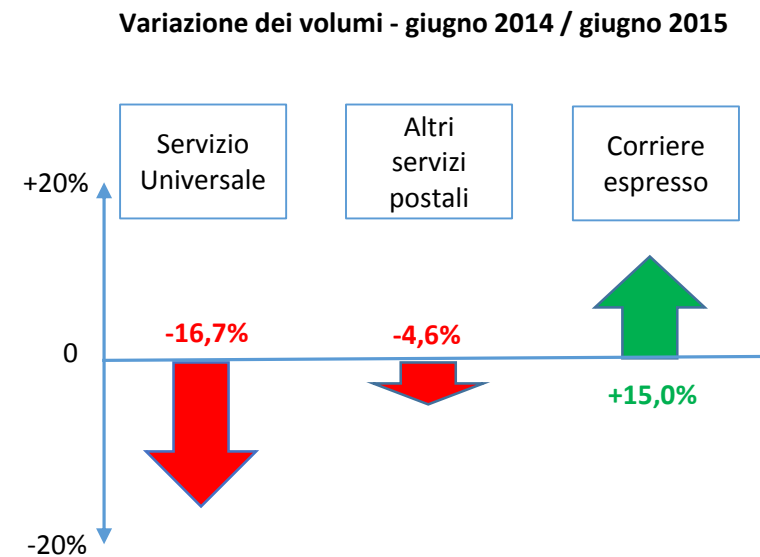 Variazione dei volumi - giugno 2014 / giugno 2015
Servizio
Universale
Altri
servizi
postali
Corriere
espresso
+20%
-16,7%
-4,6%
0
+15,0%
-20%